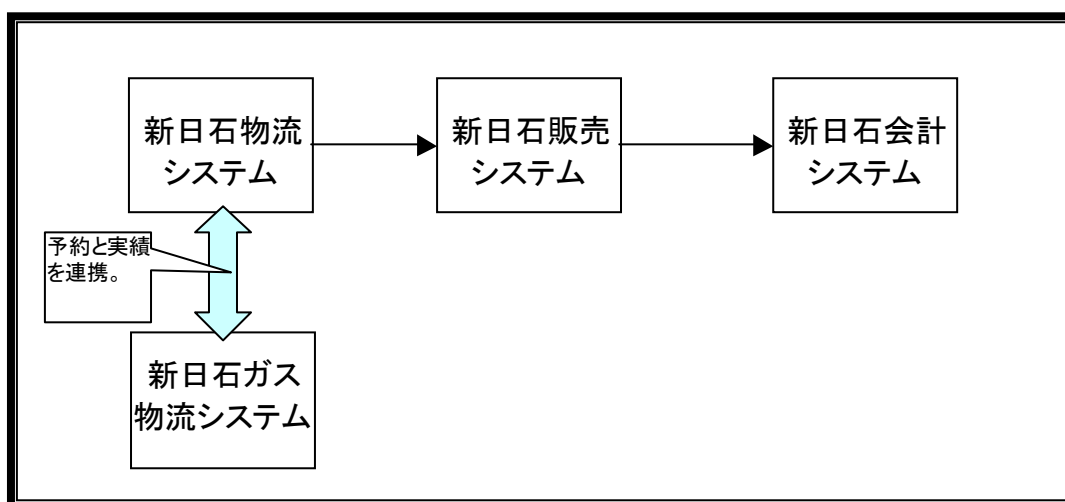 新日石物流
システム
新日石販売
システム
新日石会計
システム
予約と実績
を連携。
新日石ガス
物流システム